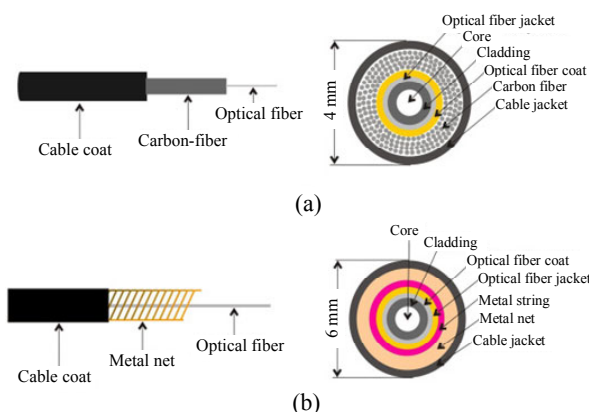 Optical fiber jacket
Core
Cladding
Optical fiber coat
Carbon fiber
Cable jacket
4 mm
Optical fiber
Carbon-fiber
Cable coat
(a)
Core
Cladding
Optical fiber coat
Optical fiber jacket
Metal string
Metal net
Cable jacket
6 mm
Optical fiber
Metal net
Cable coat
(b)